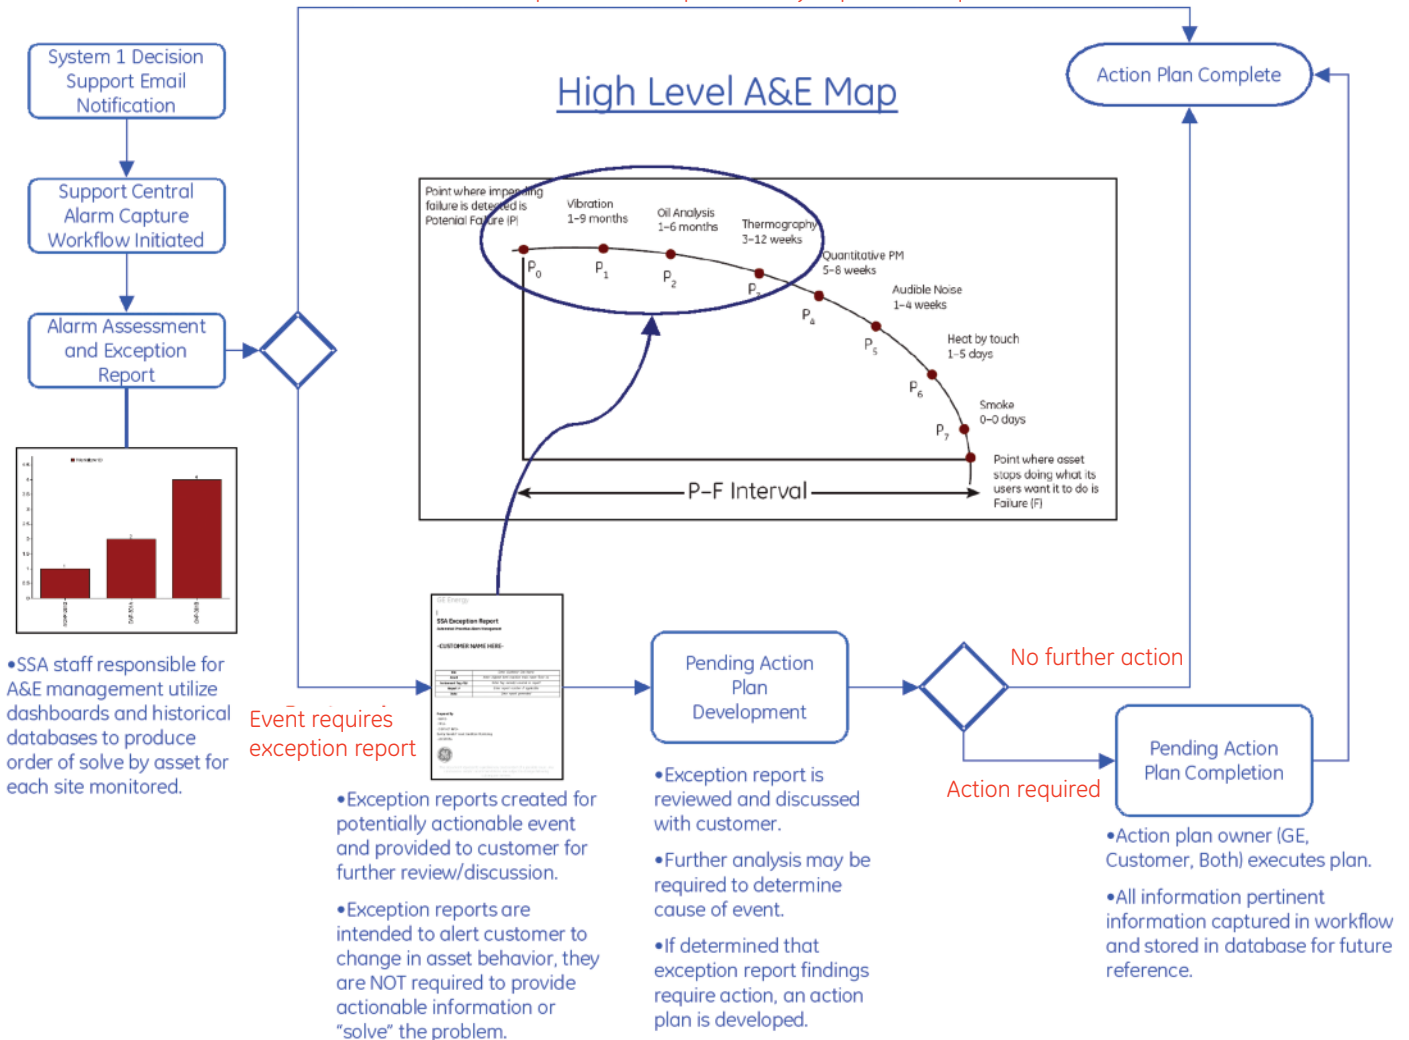 System 1 Decision
Support Email
Notification
Action Plan Complete
High Level A&E Map
Support Central
Alarm Capture
Workflow Initiated
Alarm Assessment
and Exception
Report
Point where impending
failure is detected is
Potenial Failure (P)
Vibration
1–9 months
Oil Analysis
1–6 months
Thermography
3–12 weeks
Quantitative PM
5–8 weeks
Audible Noise
1–4 weeks
Heat by touch
1–5 days
Smoke
0–0 days
P0
P1
P2
P4
P5
P6
P7
Point where asset
stops doing what its
users want it to do is
Failure (F)
P–F Interval
•SSA staff responsible for
A&E management utilize
dashboards and historical
databases to produce
order of solve by asset for
each site monitored.
Event requires
exception report
GE Energy
SSA Exception Report
-CUSTOMER NAME HERE-
•Exception reports created for
potentially actionable event
and provided to customer for
further review/discussion.
•Exception reports are
intended to alert customer to
change in asset behavior, they
are NOT required to provide
actionable information or
“solve” the problem.
Pending Action
Plan
Development
•Exception report is
reviewed and discussed
with customer.
•Further analysis may be
required to determine
cause of event.
•If determined that
exception report findings
require action, an action
plan is developed.
No further action
Action required
Pending Action
Plan Completion
•Action plan owner (GE,
Customer, Both) executes plan.
•All information pertinent
information captured in workflow
and stored in database for future
reference.